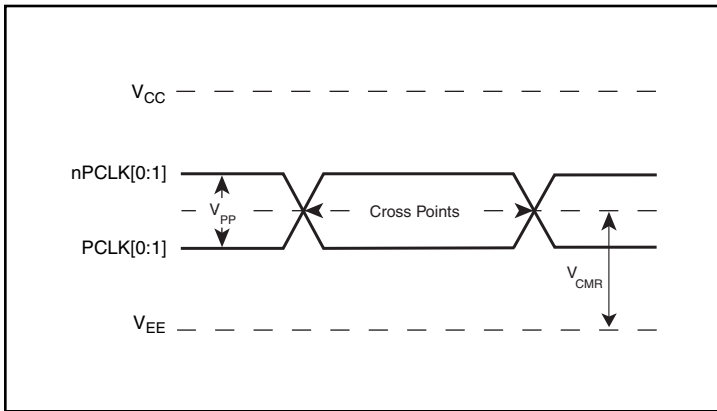 VCC
nPCLK[0:1]
VPP
Cross Points
PCLK[0:1]
VCMR
VEE